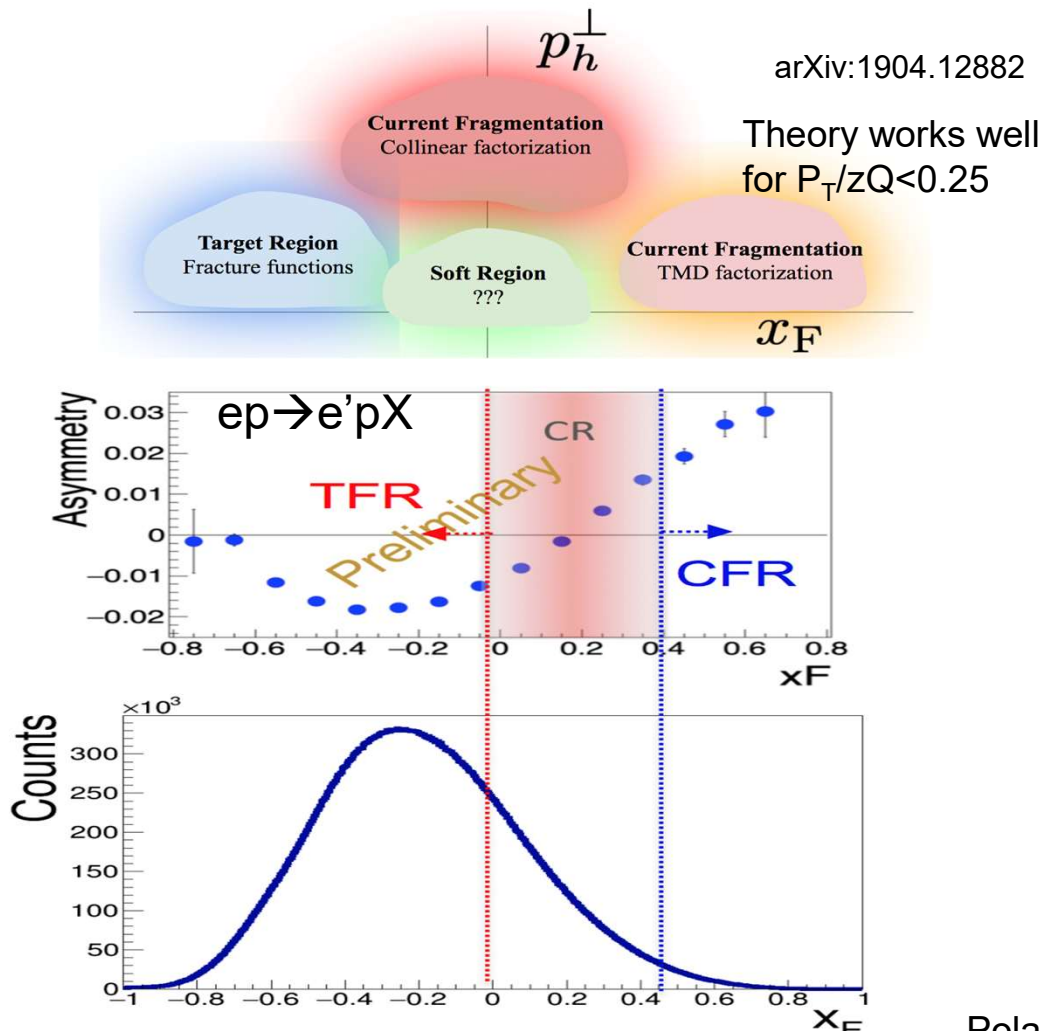 p_h^⊥
arXiv:1904.12882
Theory works well
for P_T/zQ<0.25
Current Fragmentation
Collinear factorization
Target Region
Fracture functions
Soft Region
???
Current Fragmentation
TMD factorization
x_F
Asymmetry
ep→e'pX
CR
TFR
Preliminary
CFR
0.03
0.02
0.01
0
−0.01
−0.02
−0.8 −0.6 −0.4 −0.2 0 0.2 0.4 0.6 0.8
xF
×10³
Counts
300
250
200
150
100
50
0
−1 −0.8 −0.6 −0.4 −0.2 0 0.2 0.4 0.6 0.8 1
x_F
Pola